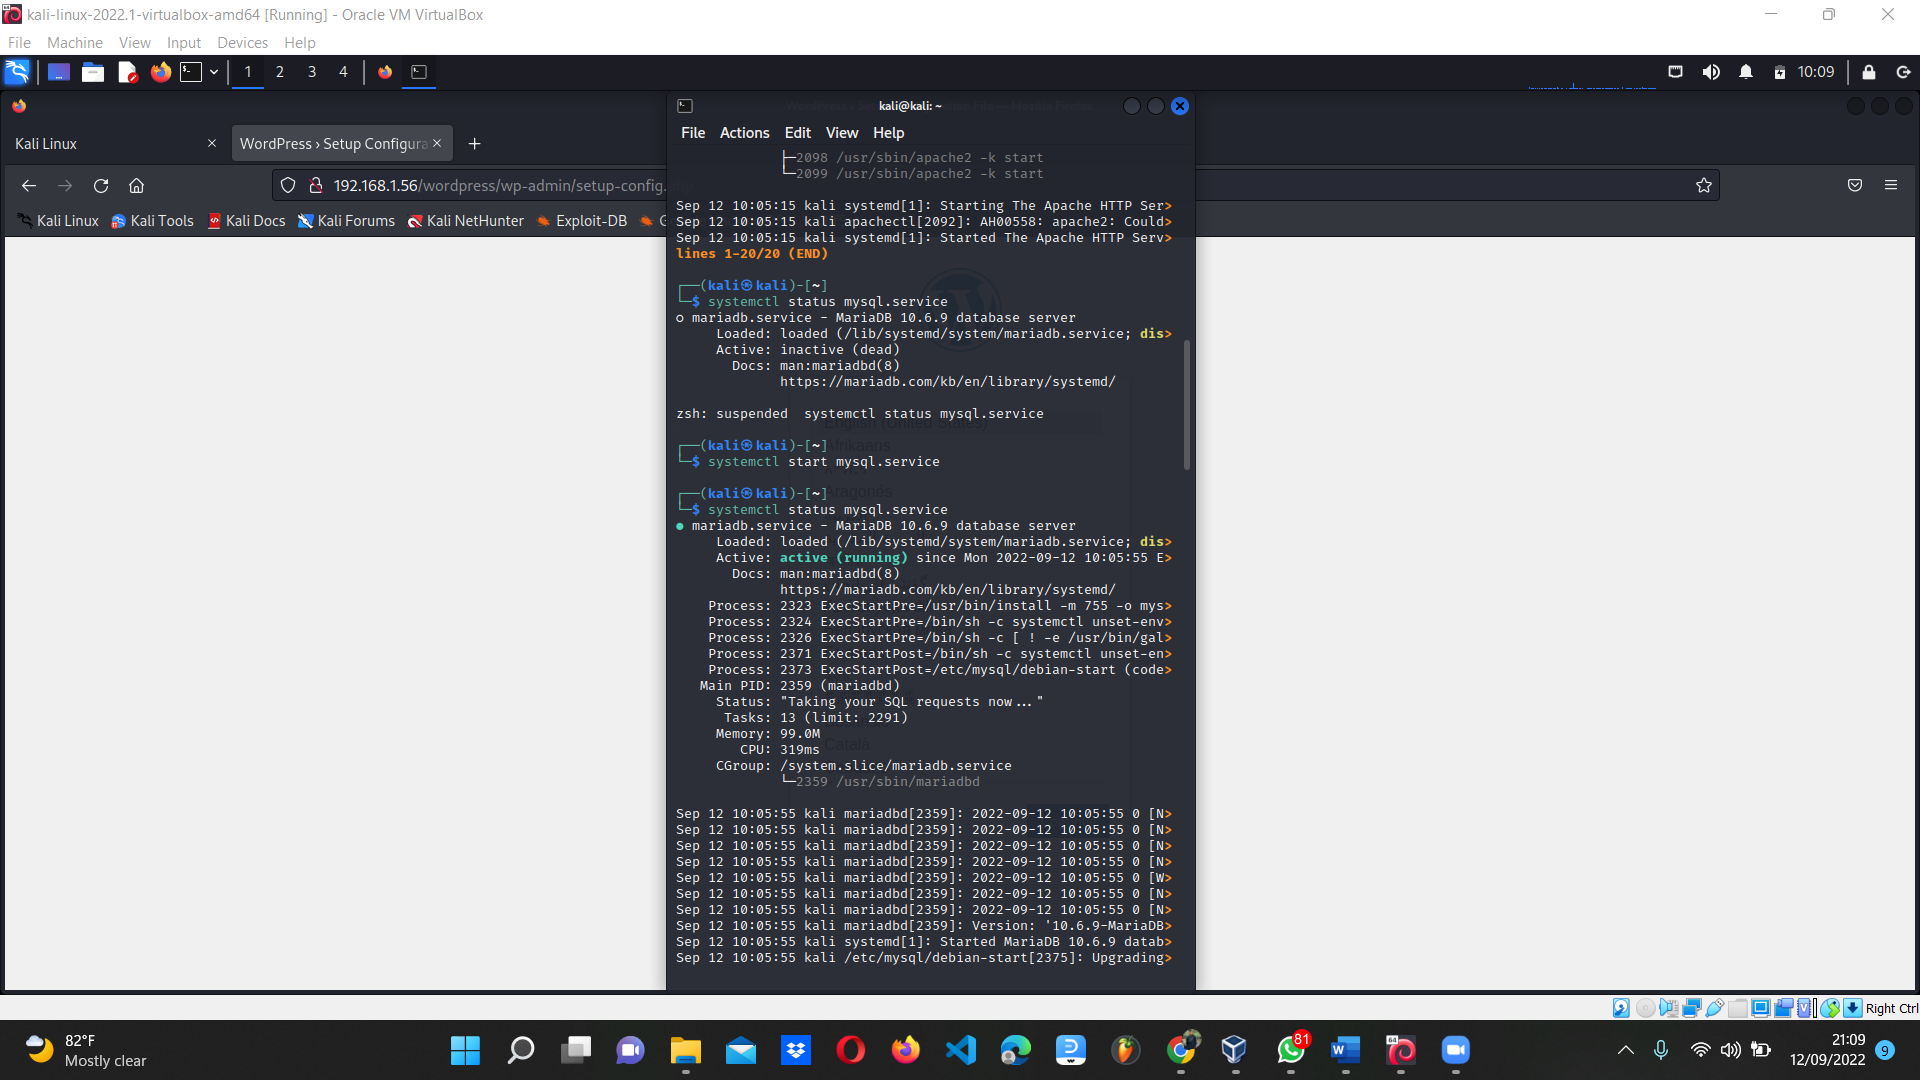 kali-linux-2022.1-virtualbox-amd64 [Running] - Oracle VM VirtualBox
File Machine View Input Devices Help
1 2 3 4
10:09
kali@kali: ~
Kali Linux
WordPress › Setup Configura
File Actions Edit View Help
192.168.1.56/wordpress/wp-admin/setup-config.
Kali Linux Kali Tools Kali Docs Kali Forums Kali NetHunter Exploit-DB G
├─2098 /usr/sbin/apache2 -k start
└─2099 /usr/sbin/apache2 -k start
Sep 12 10:05:15 kali systemd[1]: Starting The Apache HTTP Ser>
Sep 12 10:05:15 kali apachectl[2092]: AH00558: apache2: Could>
Sep 12 10:05:15 kali systemd[1]: Started The Apache HTTP Serv>
lines 1-20/20 (END)
┌──(kali㉿kali)-[~]
└─$ systemctl status mysql.service
○ mariadb.service - MariaDB 10.6.9 database server
Loaded: loaded (/lib/systemd/system/mariadb.service; dis>
Active: inactive (dead)
Docs: man:mariadbd(8)
https://mariadb.com/kb/en/library/systemd/
zsh: suspended  systemctl status mysql.service
English (United States)
┌──(kali㉿kali)-[~]
Afrikaans
└─$ systemctl start mysql.service
Aragonés
┌──(kali㉿kali)-[~]
└─$ systemctl status mysql.service
● mariadb.service - MariaDB 10.6.9 database server
Loaded: loaded (/lib/systemd/system/mariadb.service; dis>
Active: active (running) since Mon 2022-09-12 10:05:55 E>
Docs: man:mariadbd(8)
https://mariadb.com/kb/en/library/systemd/
Process: 2323 ExecStartPre=/usr/bin/install -m 755 -o mys>
Process: 2324 ExecStartPre=/bin/sh -c systemctl unset-env>
Process: 2326 ExecStartPre=/bin/sh -c [ ! -e /usr/bin/gal>
Process: 2371 ExecStartPost=/bin/sh -c systemctl unset-en>
Process: 2373 ExecStartPost=/etc/mysql/debian-start (code>
Main PID: 2359 (mariadbd)
Status: "Taking your SQL requests now..."
Tasks: 13 (limit: 2291)
Memory: 99.0M
Català
CPU: 319ms
CGroup: /system.slice/mariadb.service
└─2359 /usr/sbin/mariadbd
Sep 12 10:05:55 kali mariadbd[2359]: 2022-09-12 10:05:55 0 [N>
Sep 12 10:05:55 kali mariadbd[2359]: 2022-09-12 10:05:55 0 [N>
Sep 12 10:05:55 kali mariadbd[2359]: 2022-09-12 10:05:55 0 [N>
Sep 12 10:05:55 kali mariadbd[2359]: 2022-09-12 10:05:55 0 [N>
Sep 12 10:05:55 kali mariadbd[2359]: 2022-09-12 10:05:55 0 [W>
Sep 12 10:05:55 kali mariadbd[2359]: 2022-09-12 10:05:55 0 [N>
Sep 12 10:05:55 kali mariadbd[2359]: 2022-09-12 10:05:55 0 [N>
Sep 12 10:05:55 kali mariadbd[2359]: Version: '10.6.9-MariaDB>
Sep 12 10:05:55 kali systemd[1]: Started MariaDB 10.6.9 datab>
Sep 12 10:05:55 kali /etc/mysql/debian-start[2375]: Upgrading>
Right Ctrl
82°F
Mostly clear
81
64
21:09
12/09/2022
9